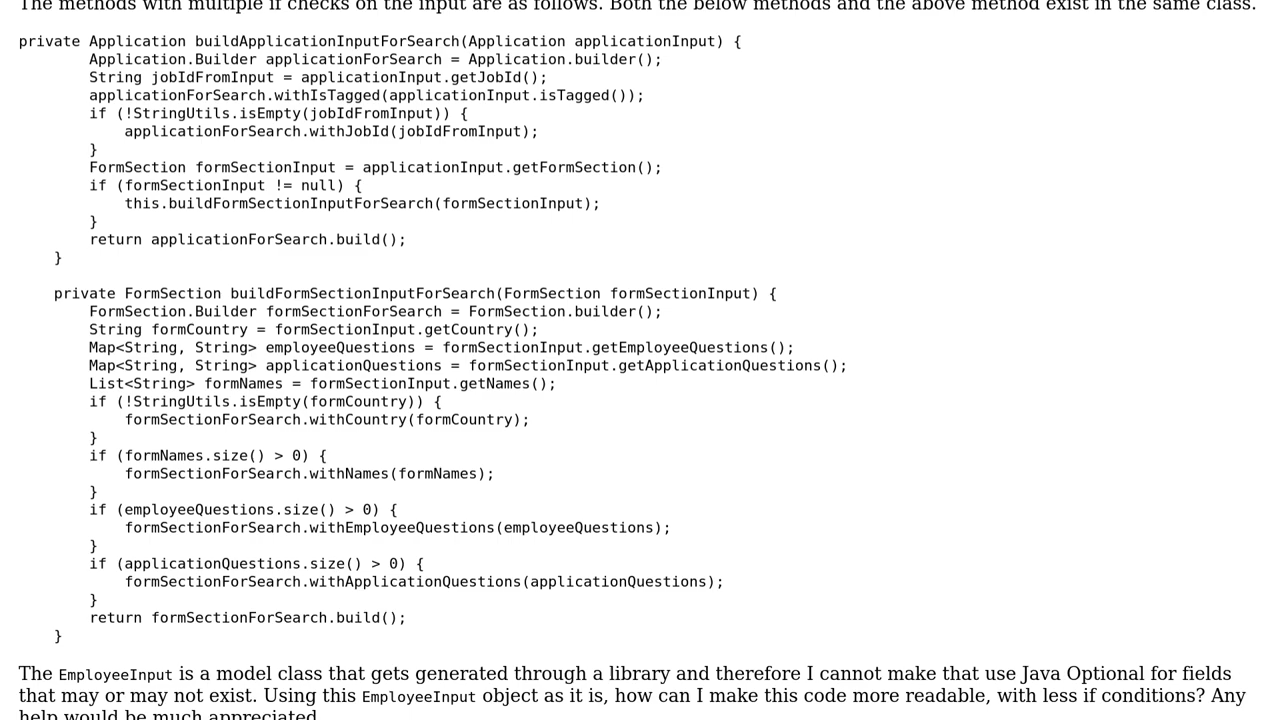 The methods with multiple if checks on the input are as follows. Both the below methods and the above method exist in the same class.
private Application buildApplicationInputForSearch(Application applicationInput) {
        Application.Builder applicationForSearch = Application.builder();
        String jobIdFromInput = applicationInput.getJobId();
        applicationForSearch.withIsTagged(applicationInput.isTagged());
        if (!StringUtils.isEmpty(jobIdFromInput)) {
            applicationForSearch.withJobId(jobIdFromInput);
        }
        FormSection formSectionInput = applicationInput.getFormSection();
        if (formSectionInput != null) {
            this.buildFormSectionInputForSearch(formSectionInput);
        }
        return applicationForSearch.build();
    }
    private FormSection buildFormSectionInputForSearch(FormSection formSectionInput) {
        FormSection.Builder formSectionForSearch = FormSection.builder();
        String formCountry = formSectionInput.getCountry();
        Map<String, String> employeeQuestions = formSectionInput.getEmployeeQuestions();
        Map<String, String> applicationQuestions = formSectionInput.getApplicationQuestions();
        List<String> formNames = formSectionInput.getNames();
        if (!StringUtils.isEmpty(formCountry)) {
            formSectionForSearch.withCountry(formCountry);
        }
        if (formNames.size() > 0) {
            formSectionForSearch.withNames(formNames);
        }
        if (employeeQuestions.size() > 0) {
            formSectionForSearch.withEmployeeQuestions(employeeQuestions);
        }
        if (applicationQuestions.size() > 0) {
            formSectionForSearch.withApplicationQuestions(applicationQuestions);
        }
        return formSectionForSearch.build();
    }
The EmployeeInput is a model class that gets generated through a library and therefore I cannot make that use Java Optional for fields
that may or may not exist. Using this EmployeeInput object as it is, how can I make this code more readable, with less if conditions? Any
help would be much appreciated.